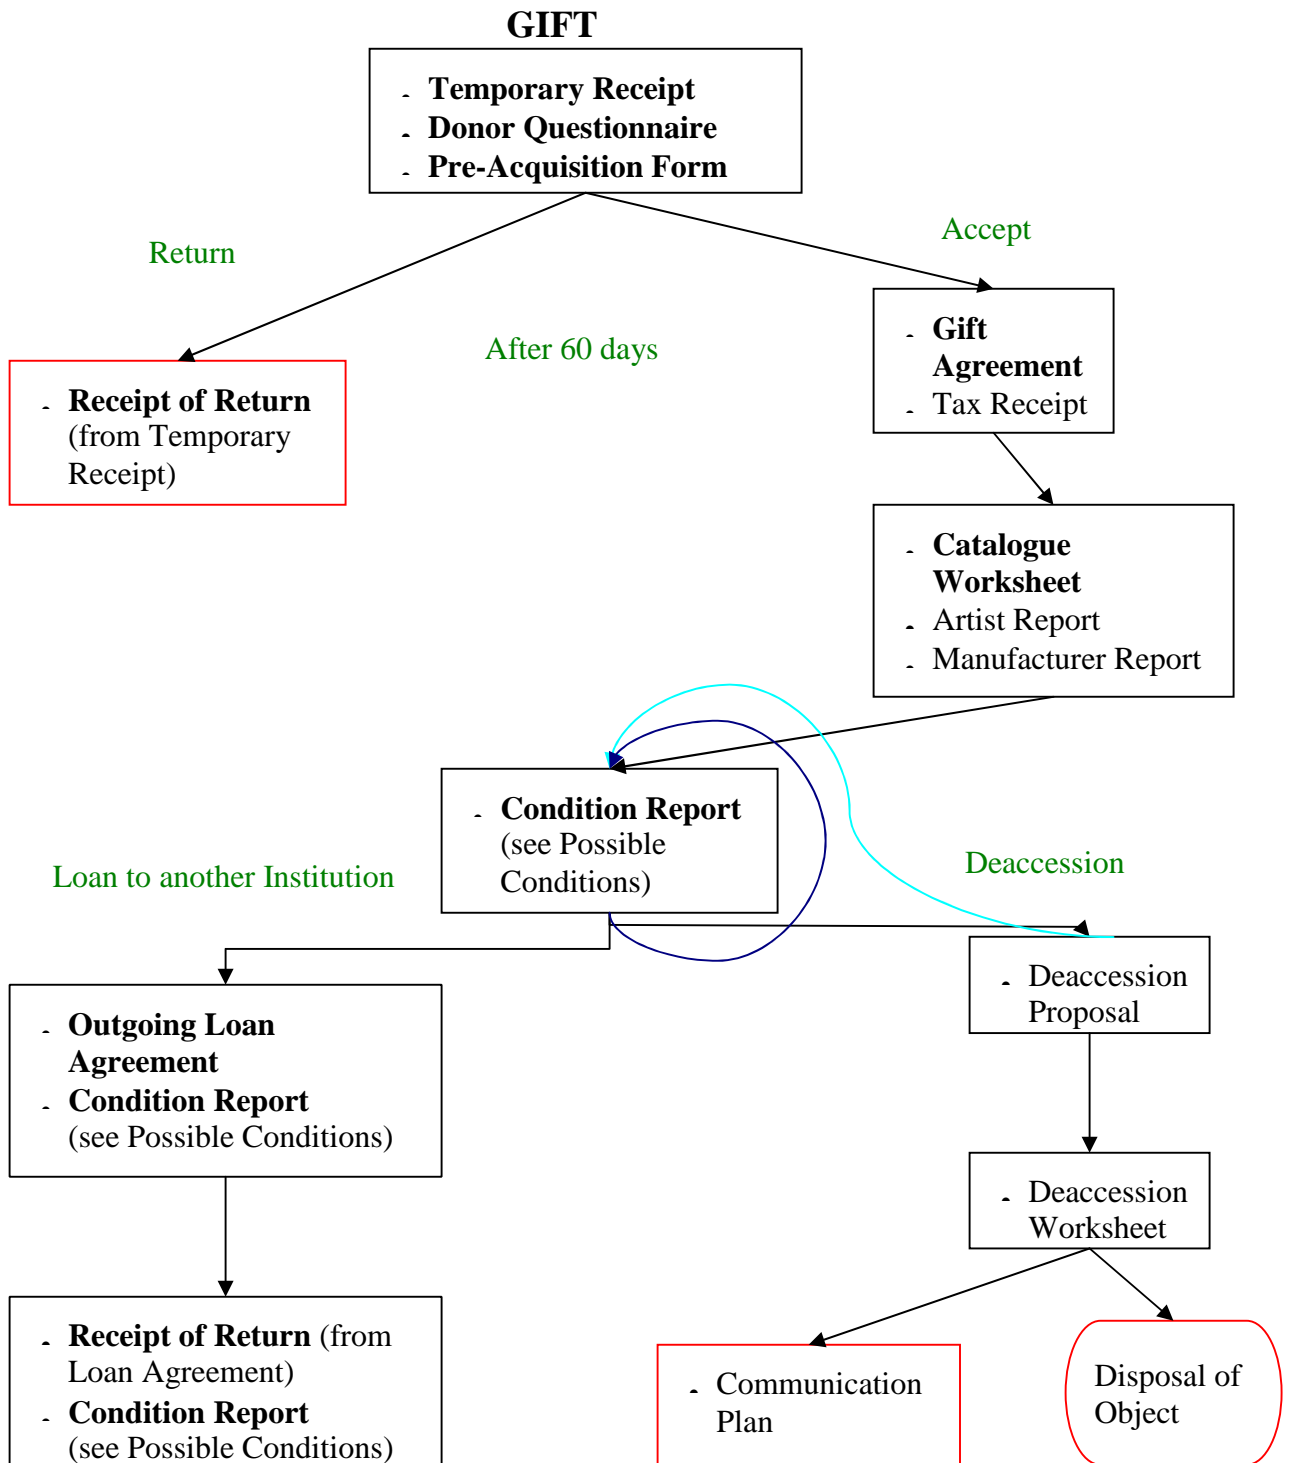 GIFT
Temporary Receipt
Donor Questionnaire
Pre-Acquisition Form
Return
Accept
After 60 days
Gift
Agreement
Tax Receipt
Receipt of Return
(from Temporary
Receipt)
Catalogue
Worksheet
Artist Report
Manufacturer Report
Condition Report
(see Possible
Conditions)
Loan to another Institution
Deaccession
Deaccession
Proposal
Outgoing Loan
Agreement
Condition Report
(see Possible Conditions)
Deaccession
Worksheet
Receipt of Return (from
Loan Agreement)
Condition Report
(see Possible Conditions)
Communication
Plan
Disposal of
Object